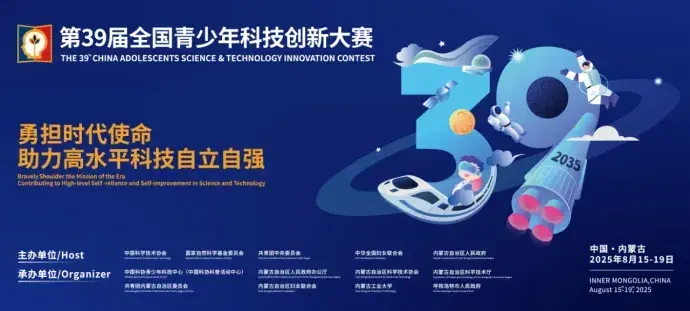 第39届全国青少年科技创新大赛
THE 39th CHINA ADOLESCENTS SCIENCE & TECHNOLOGY INNOVATION CONTEST
勇担时代使命
助力高水平科技自立自强
Bravely Shoulder the Mission of the Era
Contributing to High-level Self-reliance and Self-improvement in Science and Technology
2035
主办单位/Host
中国科学技术协会 国家自然科学基金委员会 共青团中央委员会 中华全国妇女联合会 内蒙古自治区人民政府
承办单位/Organizer
中国科协青少年科技中心（中国科协科普活动中心） 内蒙古自治区人民政府办公厅 内蒙古自治区科学技术协会 内蒙古自治区科学技术厅
共青团内蒙古自治区委员会 内蒙古自治区妇女联合会 内蒙古工业大学 呼和浩特市人民政府
中国·内蒙古
2025年8月15-19日
INNER MONGOLIA,CHINA
August 15th-19th, 2025